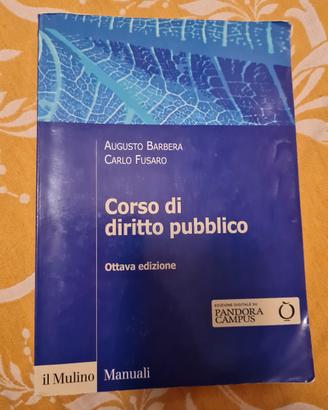 AUGUSTO BARBERA
CARLO FUSARO
Corso di
diritto pubblico
Ottava edizione
EDIZIONE DIGITALE SU
PANDORA
CAMPUS
il Mulino Manuali